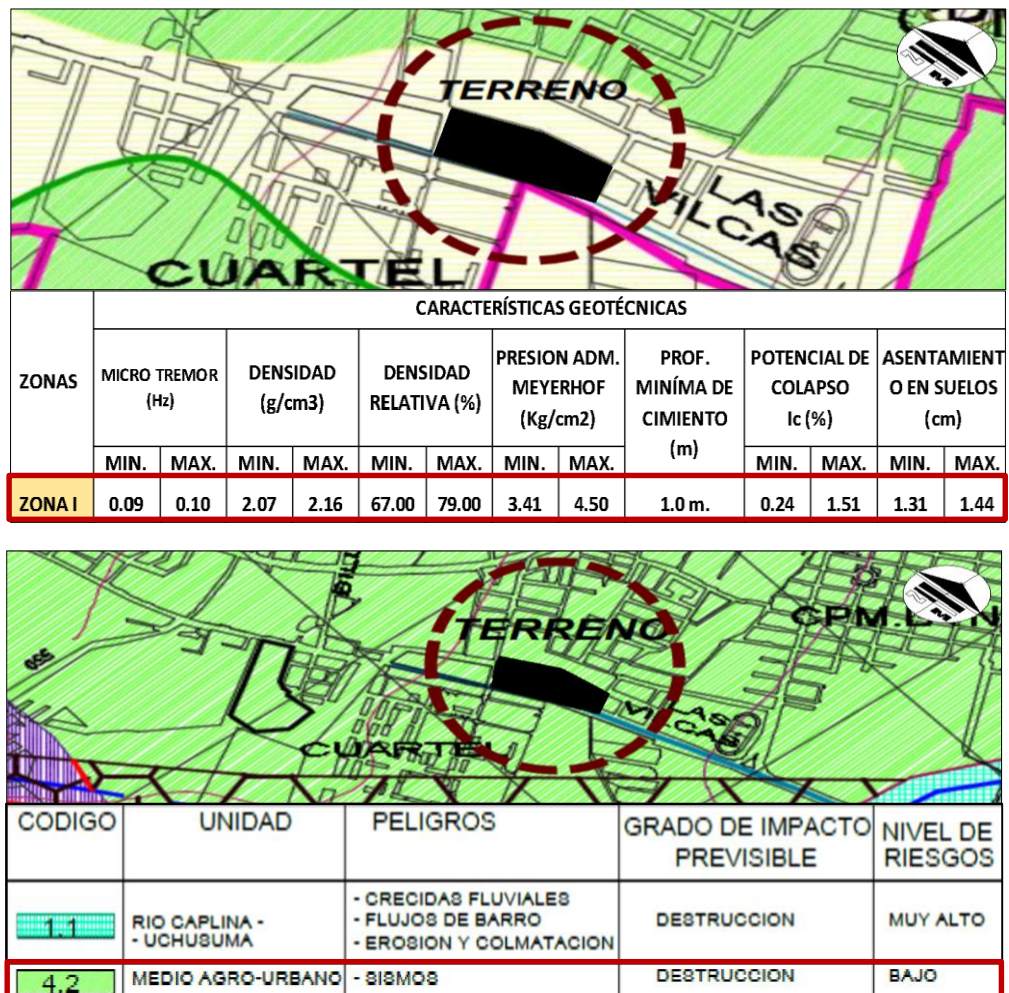 TERRENO
LAS
VILCAS
CUARTEL
CARACTERÍSTICAS GEOTÉCNICAS
ZONAS
MICRO TREMOR
(Hz)
DENSIDAD
(g/cm3)
DENSIDAD
RELATIVA (%)
PRESION ADM.
MEYERHOF
(Kg/cm2)
PROF.
MINÍMA DE
CIMIENTO
(m)
POTENCIAL DE
COLAPSO
Ic (%)
ASENTAMIENT
O EN SUELOS
(cm)
MIN. MAX. MIN. MAX. MIN. MAX. MIN. MAX. MIN. MAX. MIN. MAX.
ZONA I 0.09 0.10 2.07 2.16 67.00 79.00 3.41 4.50 1.0 m. 0.24 1.51 1.31 1.44
TERRENO
CPM.
LAS
VILCAS
CUARTEL
CODIGO UNIDAD PELIGROS GRADO DE IMPACTO NIVEL DE
PREVISIBLE RIESGOS
1.1
RIO CAPLINA -
- UCHUSUMA
- CRECIDAS FLUVIALES
- FLUJOS DE BARRO
- EROSION Y COLMATACION
DESTRUCCION
MUY ALTO
4.2 MEDIO AGRO-URBANO - SISMOS DESTRUCCION BAJO